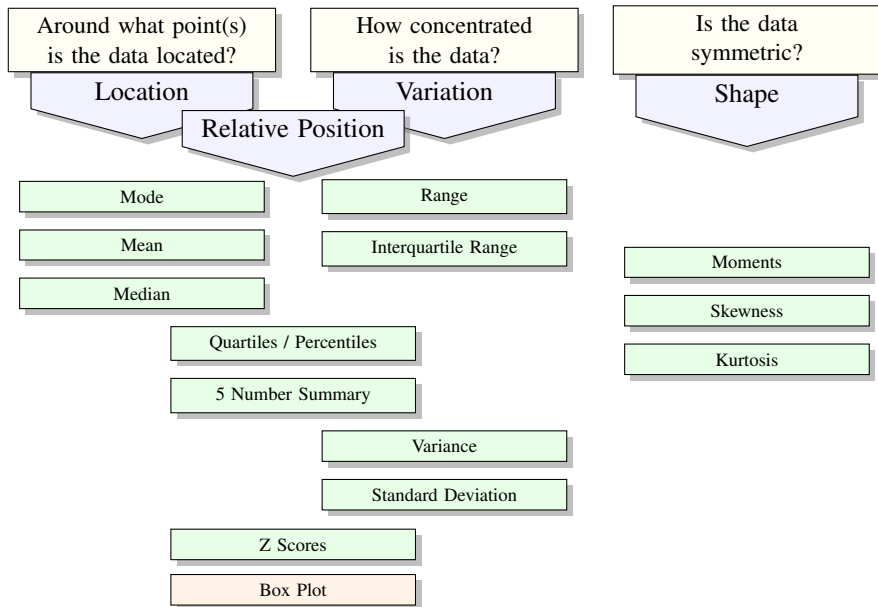 Around what point(s)
is the data located?
How concentrated
is the data?
Is the data
symmetric?
Location
Variation
Shape
Relative Position
Mode
Range
Mean
Interquartile Range
Moments
Median
Skewness
Quartiles / Percentiles
Kurtosis
5 Number Summary
Variance
Standard Deviation
Z Scores
Box Plot